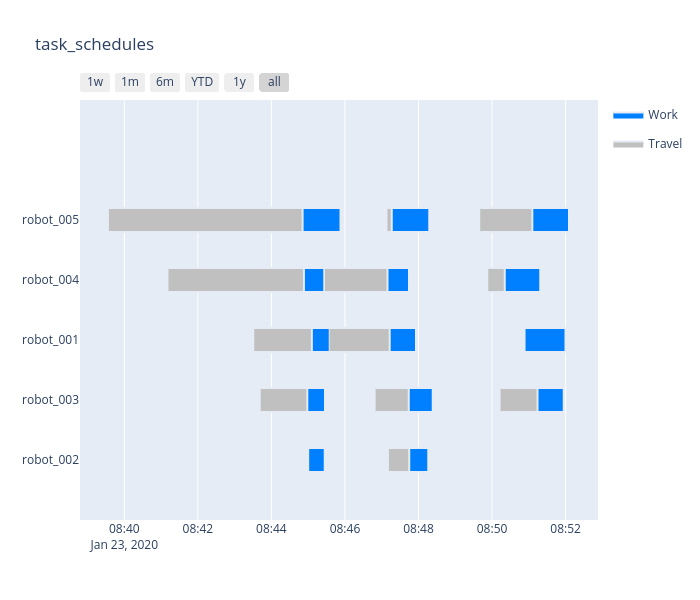 task_schedules
1w 1m 6m YTD 1y all
Work
Travel
robot_005
robot_004
robot_001
robot_003
robot_002
08:40 08:42 08:44 08:46 08:48 08:50 08:52
Jan 23, 2020